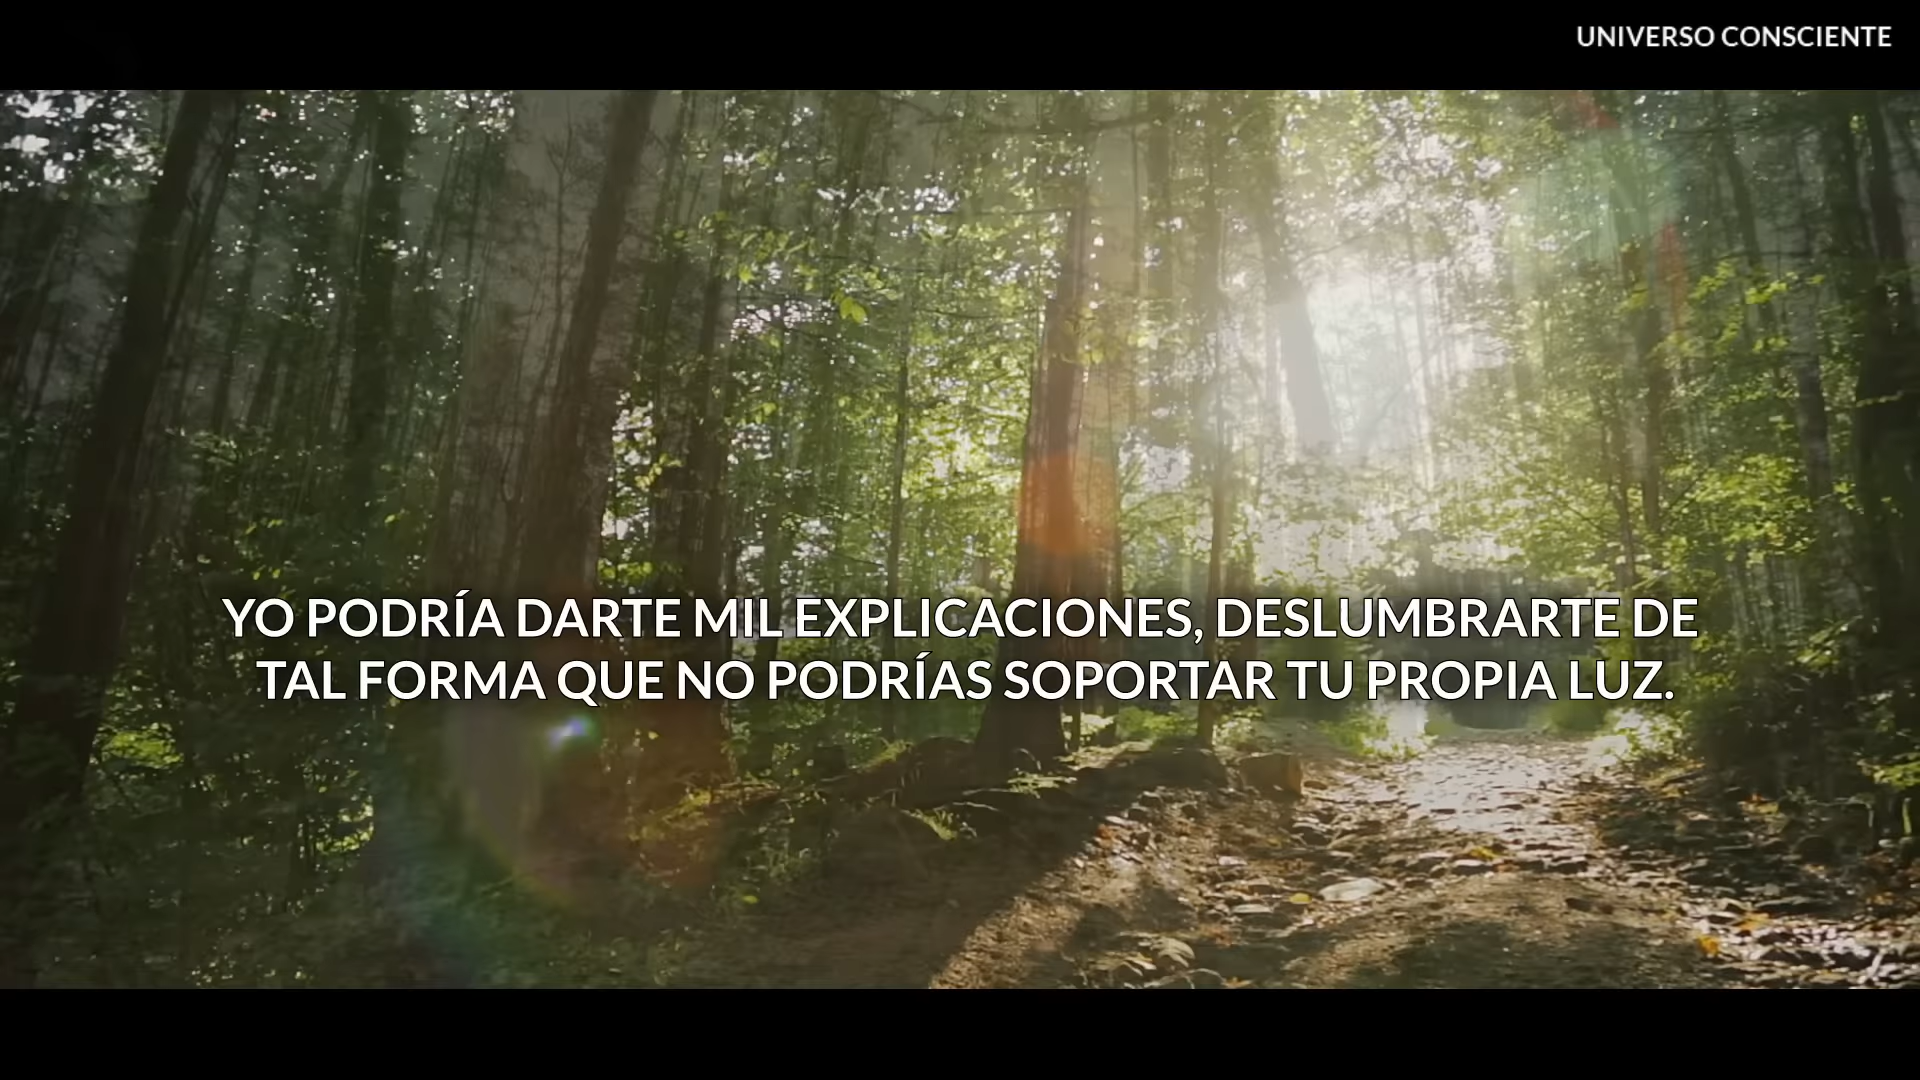 UNIVERSO CONSCIENTE
YO PODRÍA DARTE MIL EXPLICACIONES, DESLUMBRARTE DE
TAL FORMA QUE NO PODRÍAS SOPORTAR TU PROPIA LUZ.